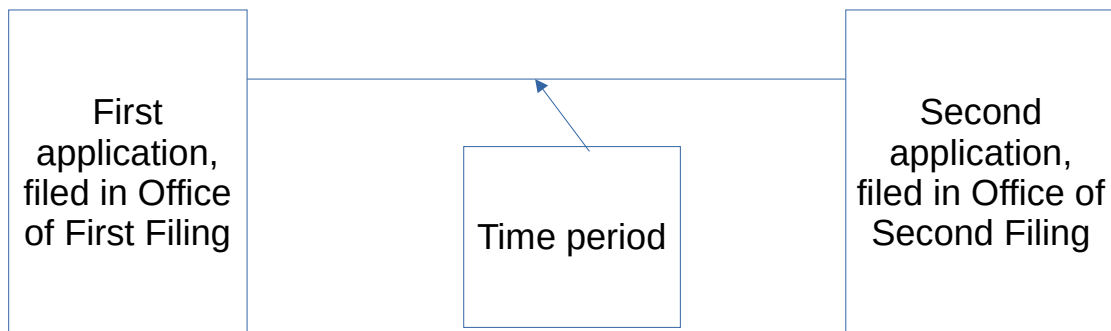 First
application,
filed in Office
of First Filing
Time period
Second
application,
filed in Office of
Second Filing